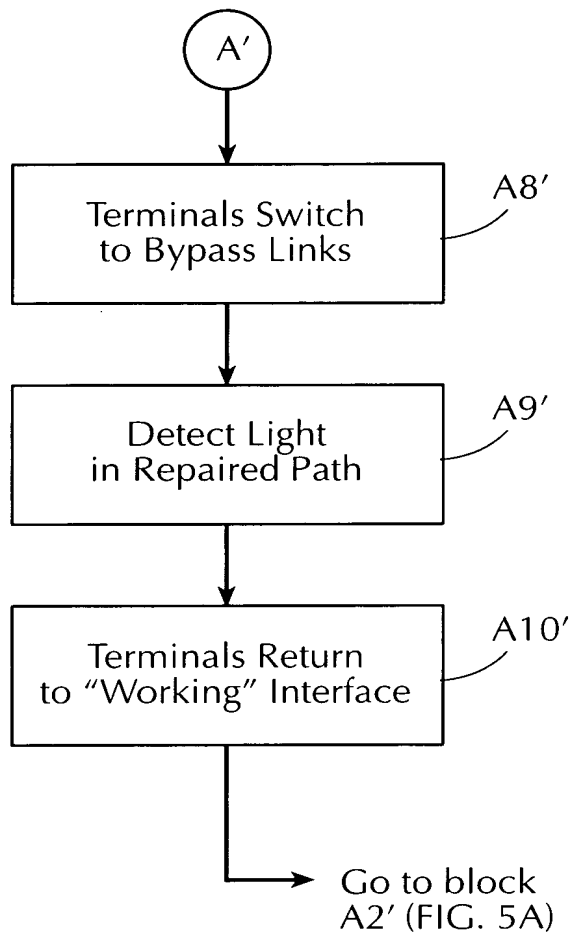 A′
Terminals Switch
to Bypass Links
A8′
Detect Light
in Repaired Path
A9′
Terminals Return
to “Working” Interface
A10′
Go to block
A2′ (FIG. 5A)